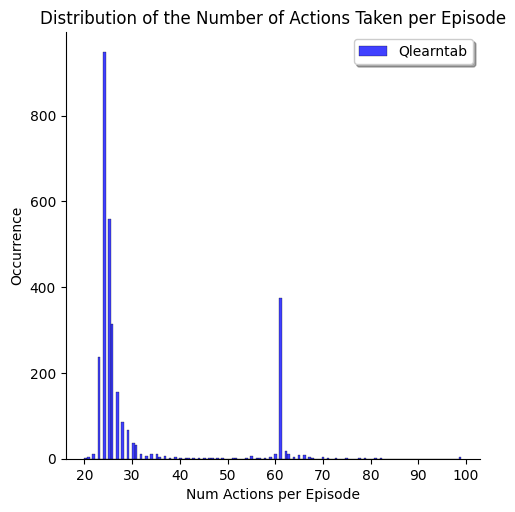 Distribution of the Number of Actions Taken per Episode
Qlearntab
800
600
400
200
0
Occurrence
20 30 40 50 60 70 80 90 100
Num Actions per Episode